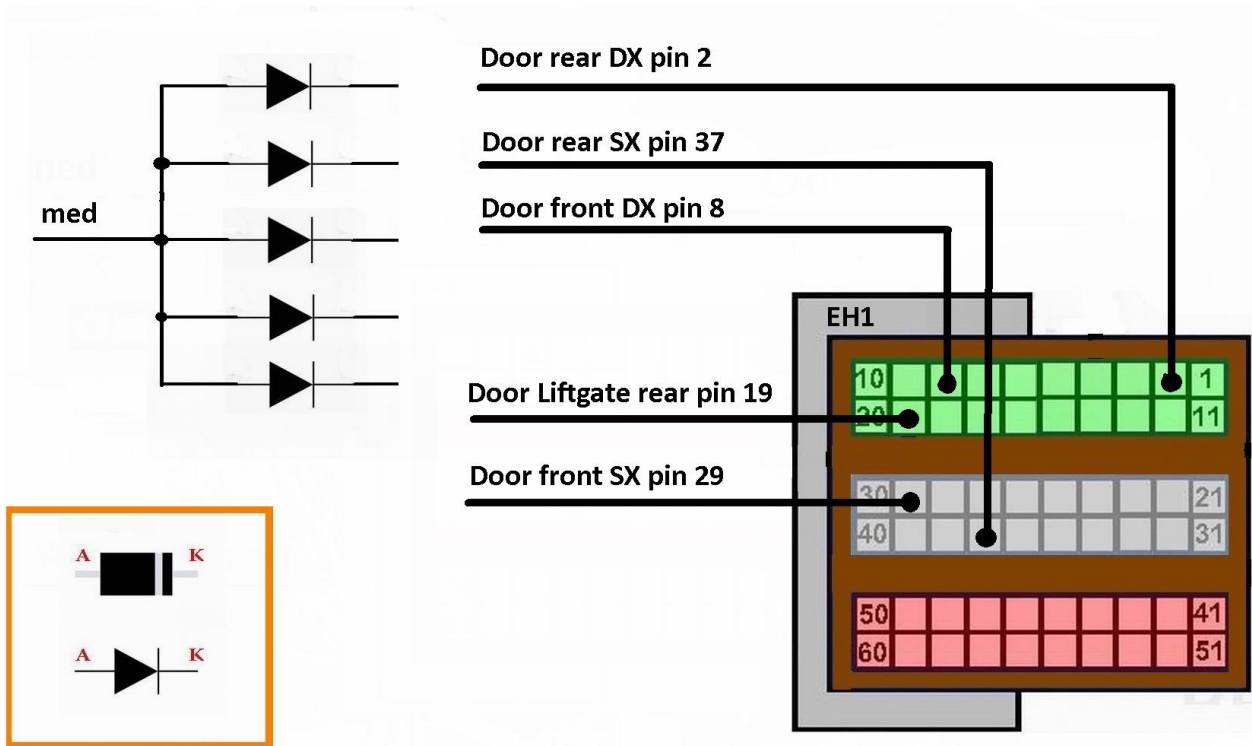 Door rear DX pin 2
Door rear SX pin 37
med
Door front DX pin 8
EH1
10
1
Door Liftgate rear pin 19
20
11
Door front SX pin 29
30
21
40
31
A
K
50
41
A
K
60
51